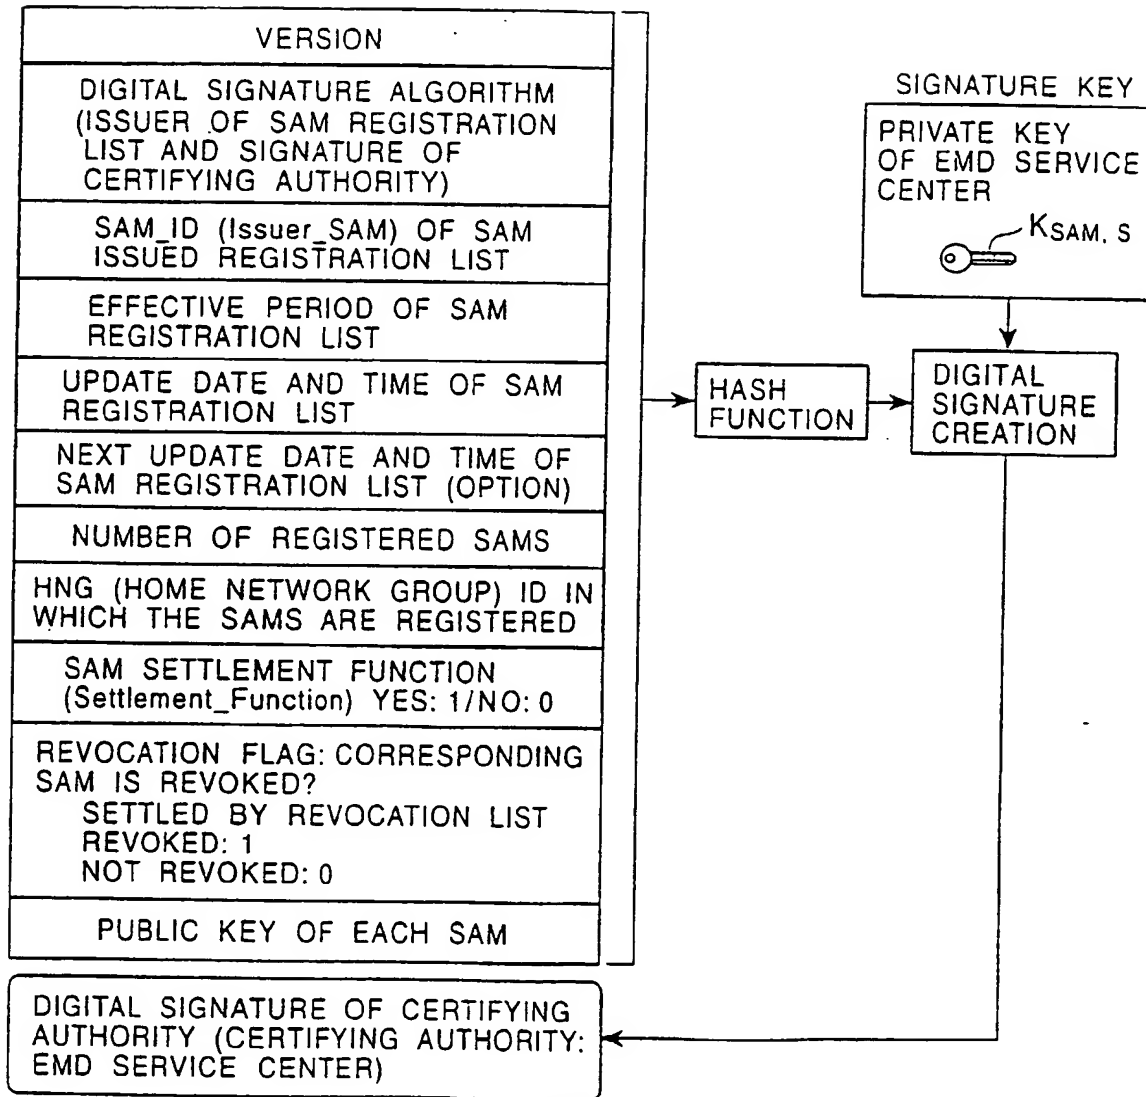 VERSION
DIGITAL SIGNATURE ALGORITHM
(ISSUER OF SAM REGISTRATION
LIST AND SIGNATURE OF
CERTIFYING AUTHORITY)
SAM_ID (Issuer_SAM) OF SAM
ISSUED REGISTRATION LIST
EFFECTIVE PERIOD OF SAM
REGISTRATION LIST
UPDATE DATE AND TIME OF SAM
REGISTRATION LIST
NEXT UPDATE DATE AND TIME OF
SAM REGISTRATION LIST (OPTION)
NUMBER OF REGISTERED SAMS
HNG (HOME NETWORK GROUP) ID IN
WHICH THE SAMS ARE REGISTERED
SAM SETTLEMENT FUNCTION
(Settlement_Function) YES: 1/NO: 0
REVOCATION FLAG: CORRESPONDING
SAM IS REVOKED?
SETTLED BY REVOCATION LIST
REVOKED: 1
NOT REVOKED: 0
PUBLIC KEY OF EACH SAM
DIGITAL SIGNATURE OF CERTIFYING
AUTHORITY (CERTIFYING AUTHORITY:
EMD SERVICE CENTER)
HASH
FUNCTION
SIGNATURE KEY
PRIVATE KEY
OF EMD SERVICE
CENTER
KSAM, S
DIGITAL
SIGNATURE
CREATION